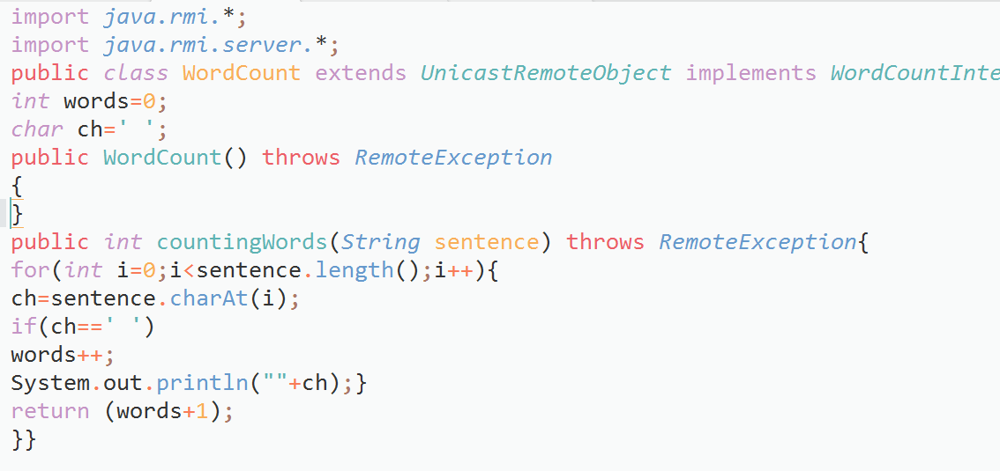 import java.rmi.*;
import java.rmi.server.*;
public class WordCount extends UnicastRemoteObject implements WordCountInte
int words=0;
char ch=' ';
public WordCount() throws RemoteException
{
}
public int countingWords(String sentence) throws RemoteException{
for(int i=0;i<sentence.length();i++){
ch=sentence.charAt(i);
if(ch==' ')
words++;
System.out.println(""+ch);}
return (words+1);
}}